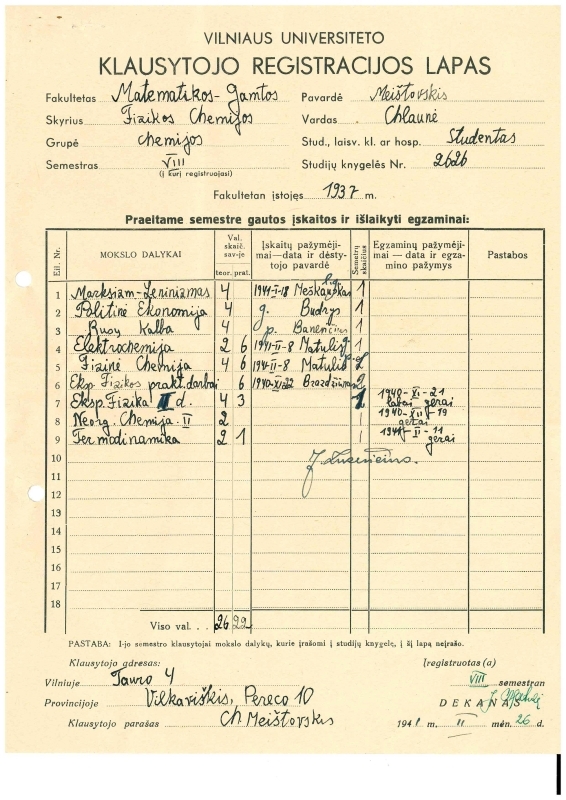 VILNIAUS UNIVERSITETO
KLAUSYTOJO REGISTRACIJOS LAPAS
Fakultetas Matematikos-Gamtos
Pavardė Meištovskis
Skyrius Fizikos Chemijos
Vardas Chlaunė
Grupė chemijos
Stud., laisv. kl. ar hosp. Studentas
Semestras VIII
(į kurį registruojasi)
Studijų knygelės Nr. 2626
Fakultetan įstojęs 1937 m.
Praeitame semestre gautos įskaitos ir išlaikyti egzaminai:
Eil. Nr. MOKSLO DALYKAI Val. skaič. sav-je teor. prat. Įskaitų pažymėjimai—data ir dėstytojo pavardė Semestrų skaičius Egzaminų pažymėjimai — data ir egzamino pažymys Pastabos
1 Marksizm-Leninizmas 4 1941-I-18 1
2 Politinė Ekonomija 4 g. Budrys 1
3 Rusų Kalba 4 p. 1
4 Elektrochemija 2 6 1941-II-8 Matulis 1
5 Fizinė Chemija 4 6 1941-II-8 Matulis 2
6 Eksp. Fizikos prakt. darbai 6 1940-XI-22 2
7 Eksp. Fizika II d. 4 3 1940-XI-21 labai gerai
8 Neorg. Chemija II 2 1940-XII-19 gerai
9 Termodinamika 2 1 1 1941-II-11 gerai
10
11
12
13
14
15
16
17
18
Viso val. . . 26 22
PASTABA: I-jo semestro klausytojai mokslo dalykų, kurie įrašomi į studijų knygelę, į šį lapą neįrašo.
Klausytojo adresas:
Įregistruotas (a)
Vilniuje Tauro 4
VIII semestran
Provincijoje Vilkaviškis, Pereco 10
DEKANAS
Klausytojo parašas Ch Meištovskis
1941 m. II mėn. 26 d.